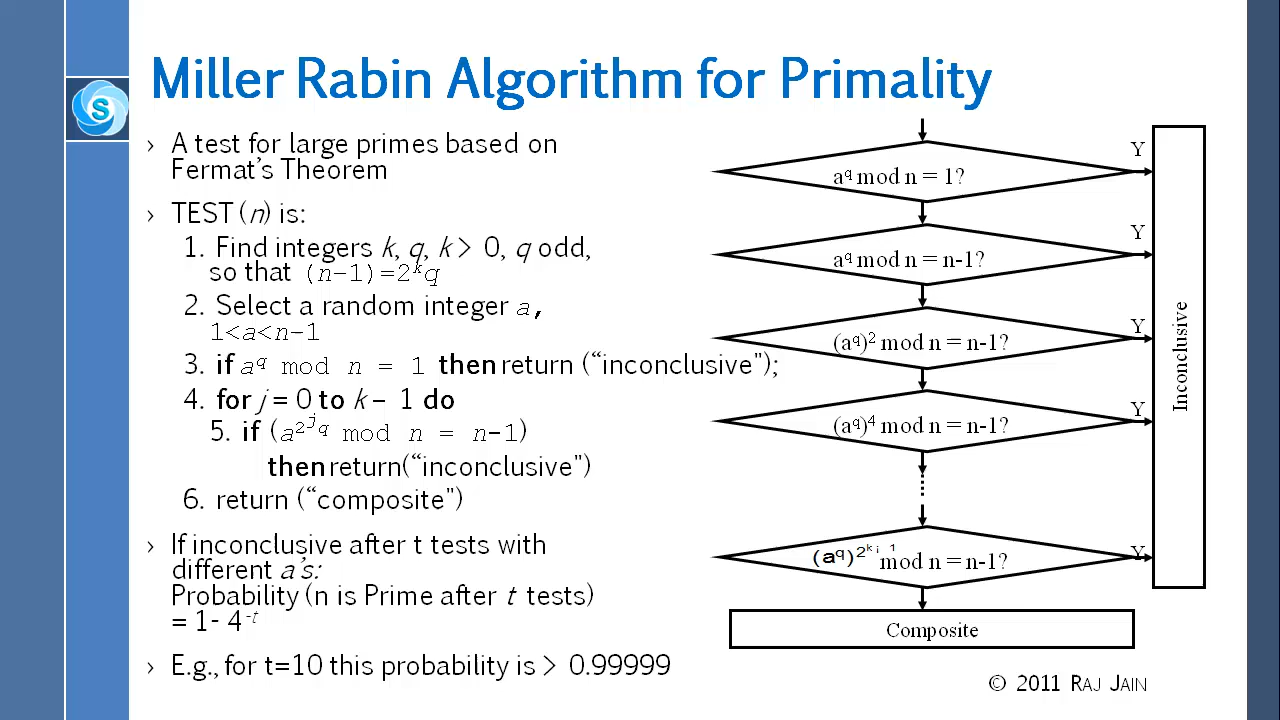 Miller Rabin Algorithm for Primality
S
› A test for large primes based on
Fermat's Theorem
› TEST (n) is:
1. Find integers k, q, k > 0, q odd,
so that (n–1)=2^k q
2. Select a random integer a,
1<a<n–1
3. if a^q mod n = 1 then return ("inconclusive");
4. for j = 0 to k – 1 do
5. if (a^2^j q mod n = n–1)
then return("inconclusive")
6. return ("composite")
› If inconclusive after t tests with
different a's:
Probability (n is Prime after t tests)
= 1- 4^-t
› E.g., for t=10 this probability is > 0.99999
a^q mod n = 1?
Y
a^q mod n = n-1?
Y
(a^q)^2 mod n = n-1?
Y
(a^q)^4 mod n = n-1?
Y
(a^q)^2^k-1 mod n = n-1?
Y
Inconclusive
Composite
© 2011 Raj Jain